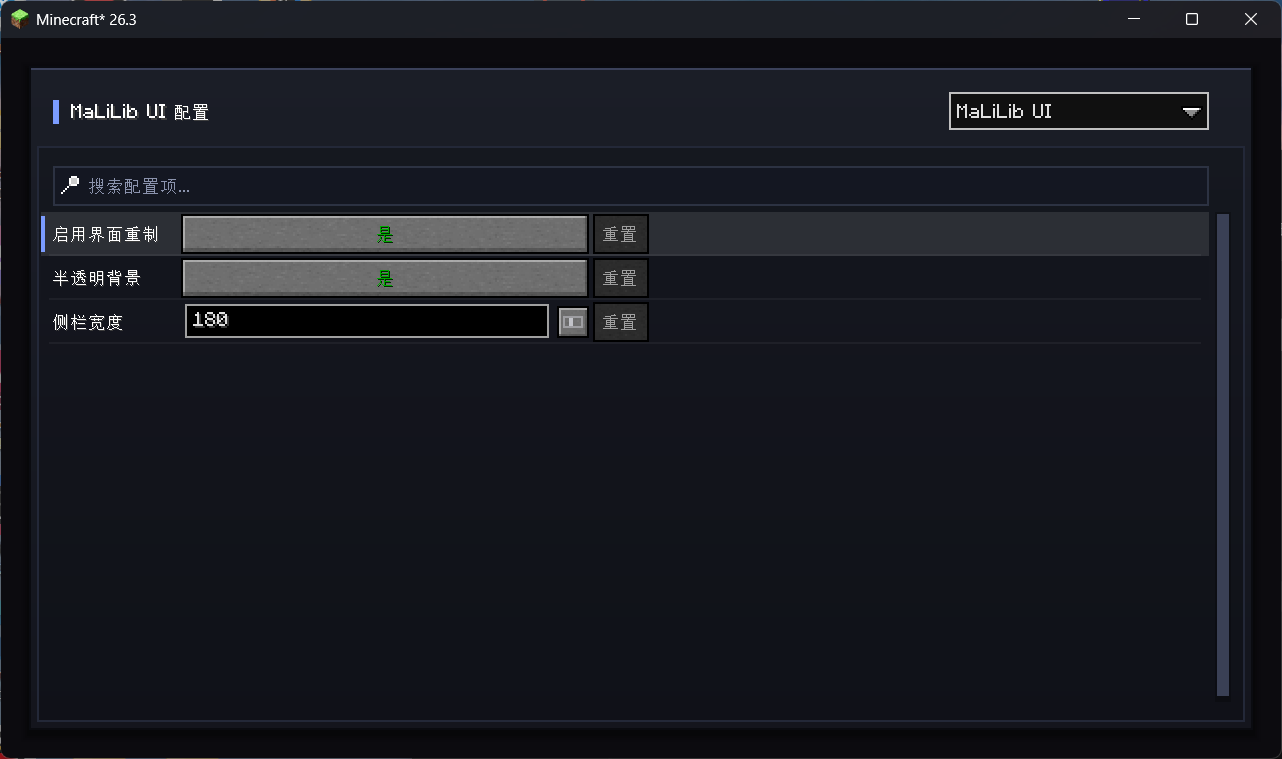 Minecraft* 26.3
MaLiLib UI 配置
MaLiLib UI
搜索配置项...
启用界面重制 是 重置
半透明背景 是 重置
侧栏宽度 180 重置